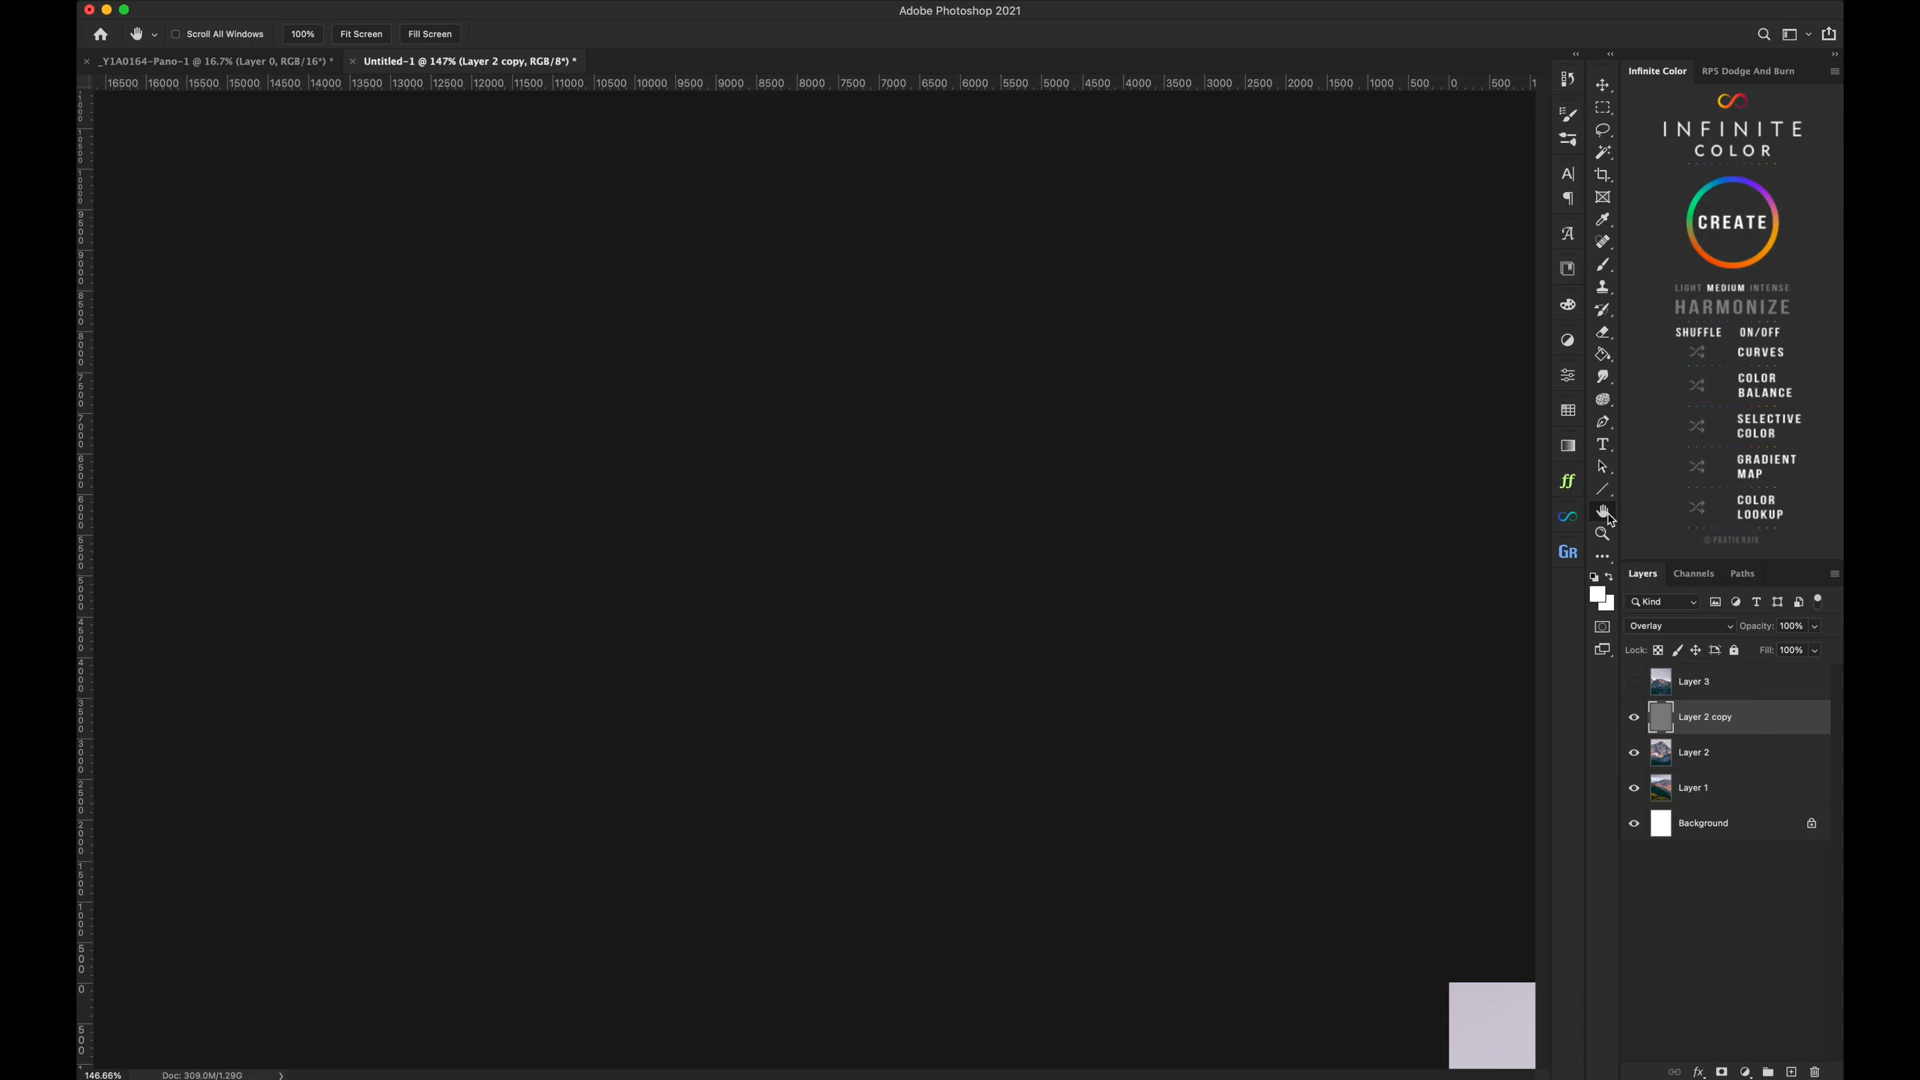 Adobe Photoshop 2021
Scroll All Windows 100% Fit Screen Fill Screen
_Y1A0164-Pano-1 @ 16.7% (Layer 0, RGB/16*) * Untitled-1 @ 147% (Layer 2 copy, RGB/8*) *
16500 16000 15500 15000 14500 14000 13500 13000 12500 12000 11500 11000 10500 10000 9500 9000 8500 8000 7500 7000 6500 6000 5500 5000 4500 4000 3500 3000 2500 2000 1500 1000 500 0 500
Infinite Color RPS Dodge And Burn
INFINITE
COLOR
CREATE
LIGHT MEDIUM INTENSE
HARMONIZE
SHUFFLE ON/OFF
CURVES
COLOR
BALANCE
SELECTIVE
COLOR
GRADIENT
MAP
COLOR
LOOKUP
© PRATIK NAIK
ff
Gr
Layers Channels Paths
Kind
Overlay Opacity: 100%
Lock: Fill: 100%
Layer 3
Layer 2 copy
Layer 2
Layer 1
Background
fx
146.66% Doc: 309.0M/1.29G